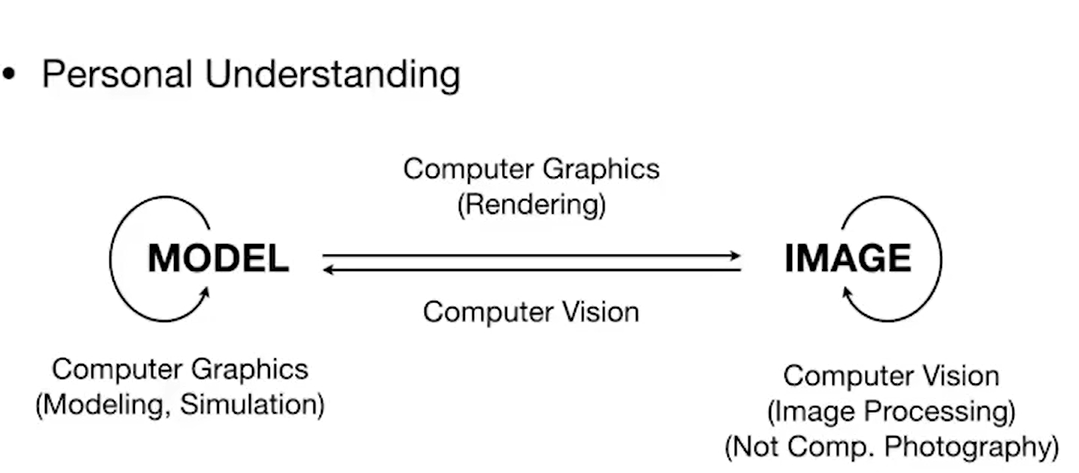 • Personal Understanding
Computer Graphics
(Rendering)
MODEL
IMAGE
Computer Vision
Computer Graphics
(Modeling, Simulation)
Computer Vision
(Image Processing)
(Not Comp. Photography)